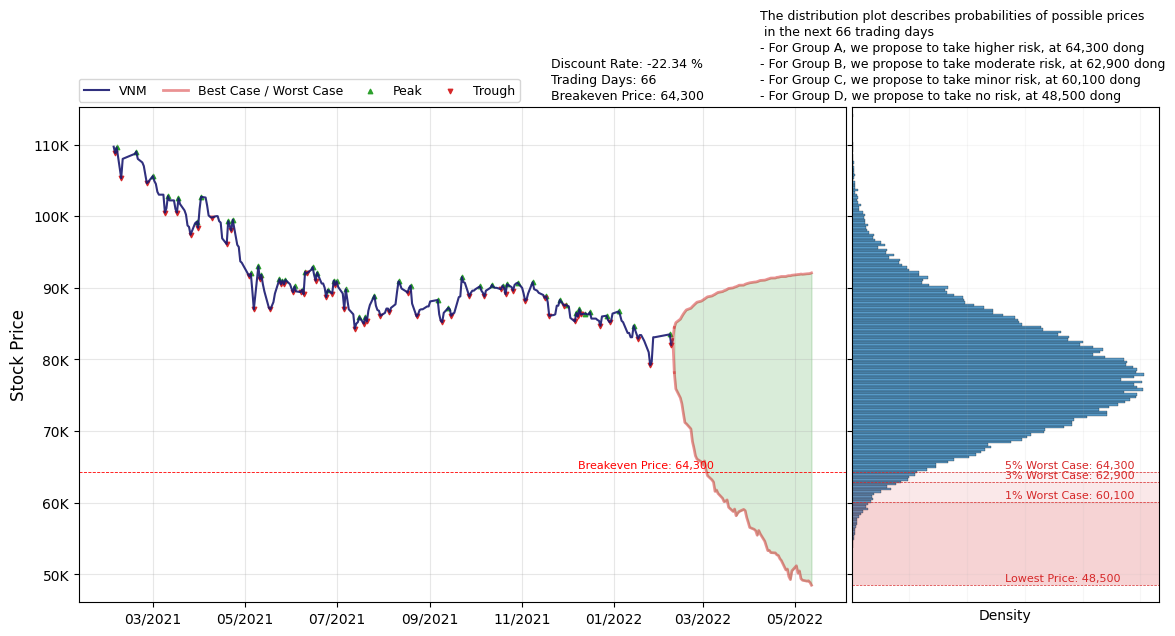 The distribution plot describes probabilities of possible prices
in the next 66 trading days
- For Group A, we propose to take higher risk, at 64,300 dong
- For Group B, we propose to take moderate risk, at 62,900 dong
- For Group C, we propose to take minor risk, at 60,100 dong
- For Group D, we propose to take no risk, at 48,500 dong
Discount Rate: -22.34 %
Trading Days: 66
Breakeven Price: 64,300
VNM
Best Case / Worst Case
Peak
Trough
Stock Price
110K
100K
90K
80K
70K
60K
50K
Breakeven Price: 64,300
5% Worst Case: 64,300
3% Worst Case: 62,900
1% Worst Case: 60,100
Lowest Price: 48,500
03/2021
05/2021
07/2021
09/2021
11/2021
01/2022
03/2022
05/2022
Density